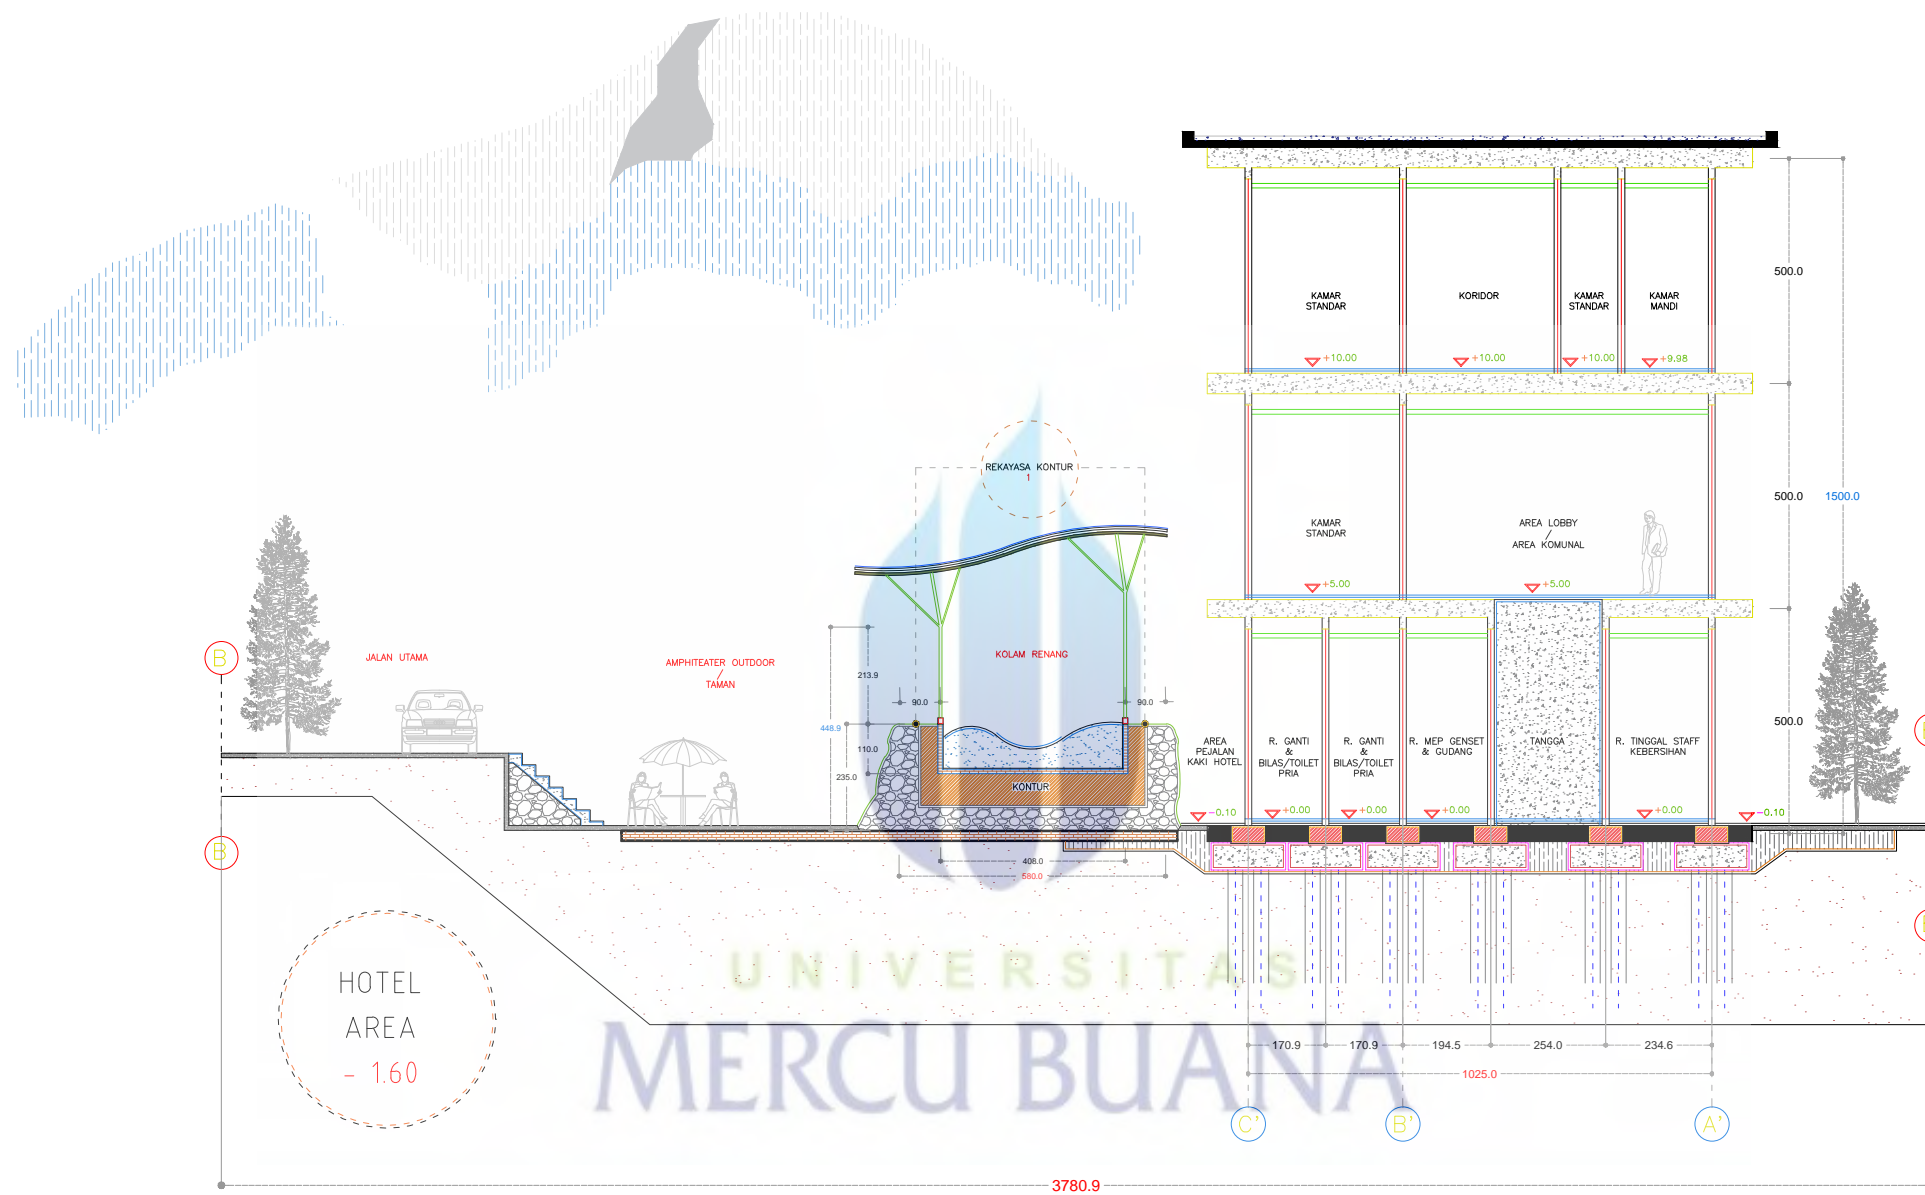 500.0
KAMAR
STANDAR
KORIDOR
KAMAR
STANDAR
KAMAR
MANDI
+10.00
+10.00
+10.00
+9.98
REKAYASA KONTUR
1
500.0
1500.0
KAMAR
STANDAR
AREA LOBBY
/
AREA KOMUNAL
+5.00
+5.00
B
JALAN UTAMA
AMPHITEATER OUTDOOR
/
TAMAN
KOLAM RENANG
213.9
90.0
90.0
448.9
110.0
235.0
KONTUR
AREA
PEJALAN
KAKI HOTEL
R. GANTI
&
BILAS/TOILET
PRIA
R. GANTI
&
BILAS/TOILET
PRIA
R. MEP GENSET
& GUDANG
TANGGA
R. TINGGAL STAFF
KEBERSIHAN
500.0
-0.10
+0.00
+0.00
+0.00
+0.00
-0.10
B
408.0
580.0
HOTEL
AREA
- 1.60
UNIVERSITAS
MERCU BUANA
170.9
170.9
194.5
254.0
234.6
1025.0
C'
B'
A'
3780.9